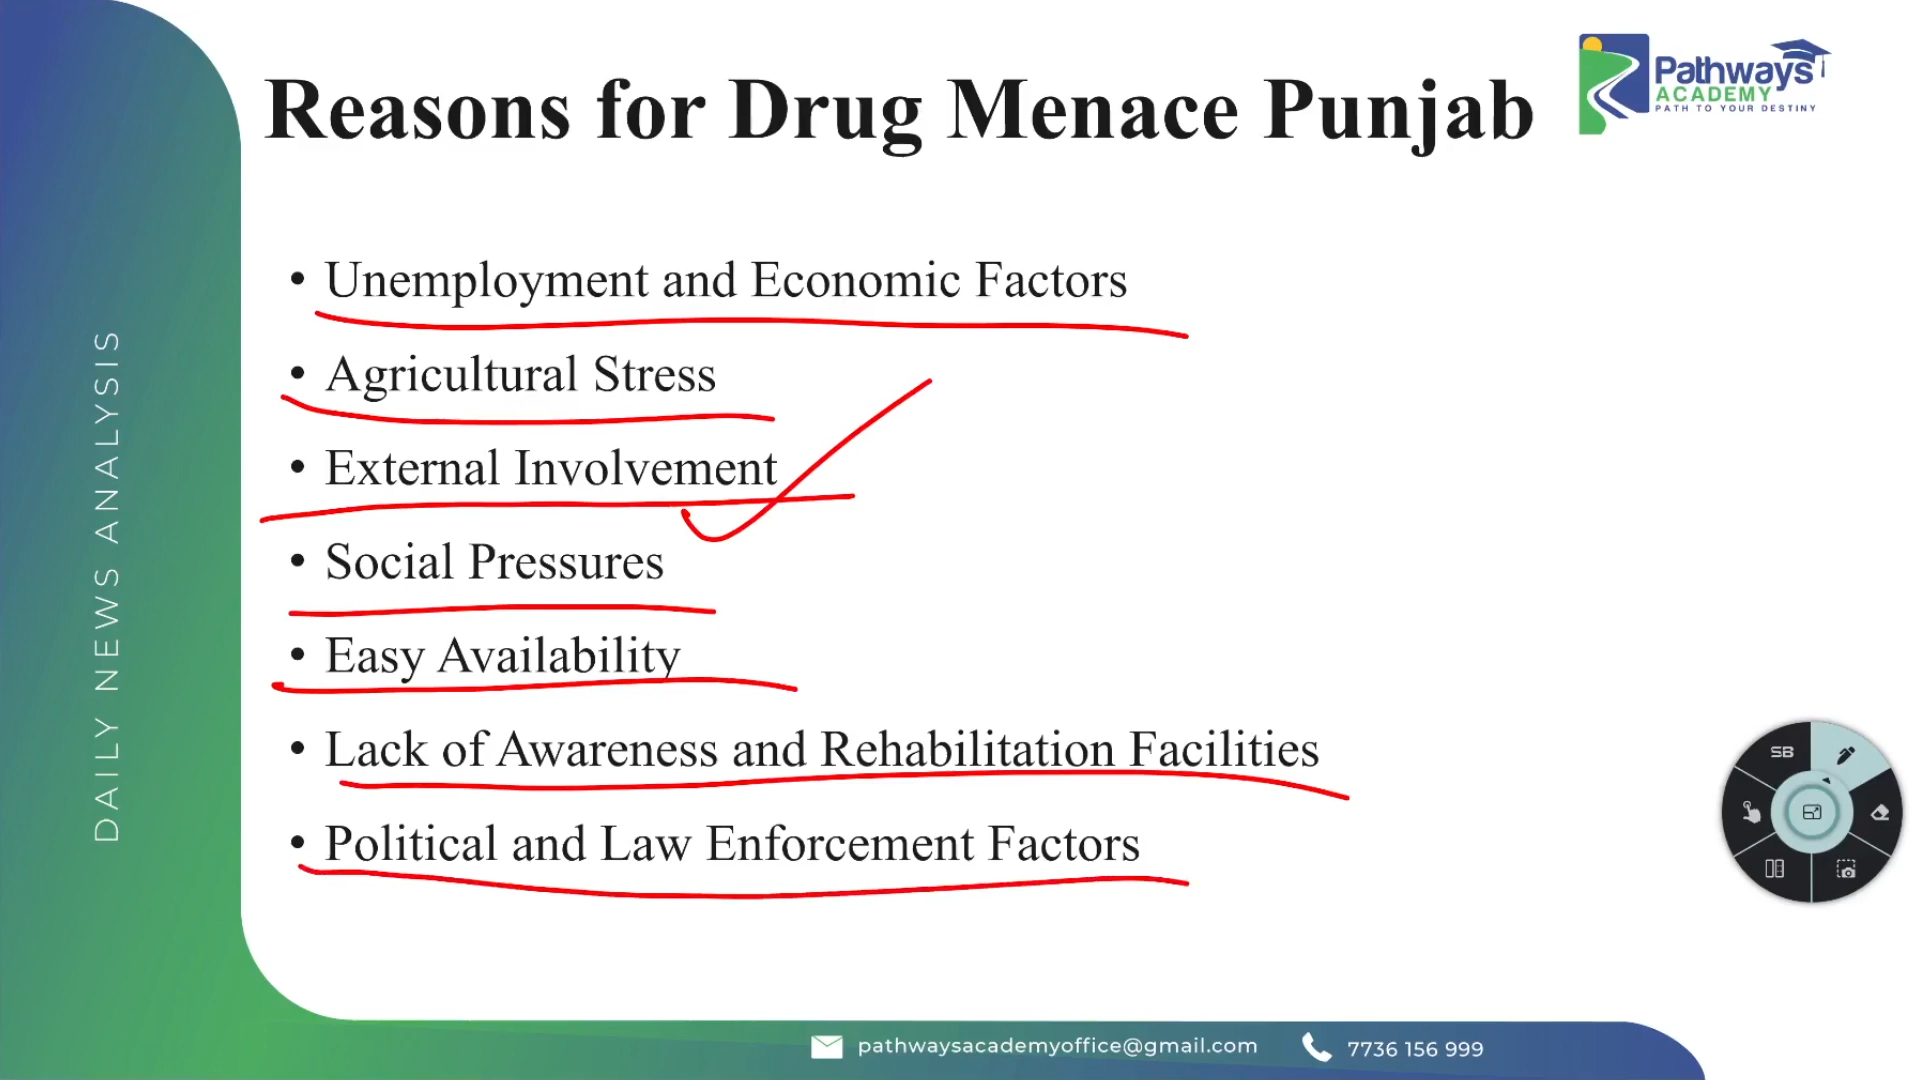 Reasons for Drug Menace Punjab
Pathways
ACADEMY
PATH TO YOUR DESTINY
DAILY NEWS ANALYSIS
• Unemployment and Economic Factors
• Agricultural Stress
• External Involvement
• Social Pressures
• Easy Availability
• Lack of Awareness and Rehabilitation Facilities
• Political and Law Enforcement Factors
SB
pathwaysacademyoffice@gmail.com
7736 156 999